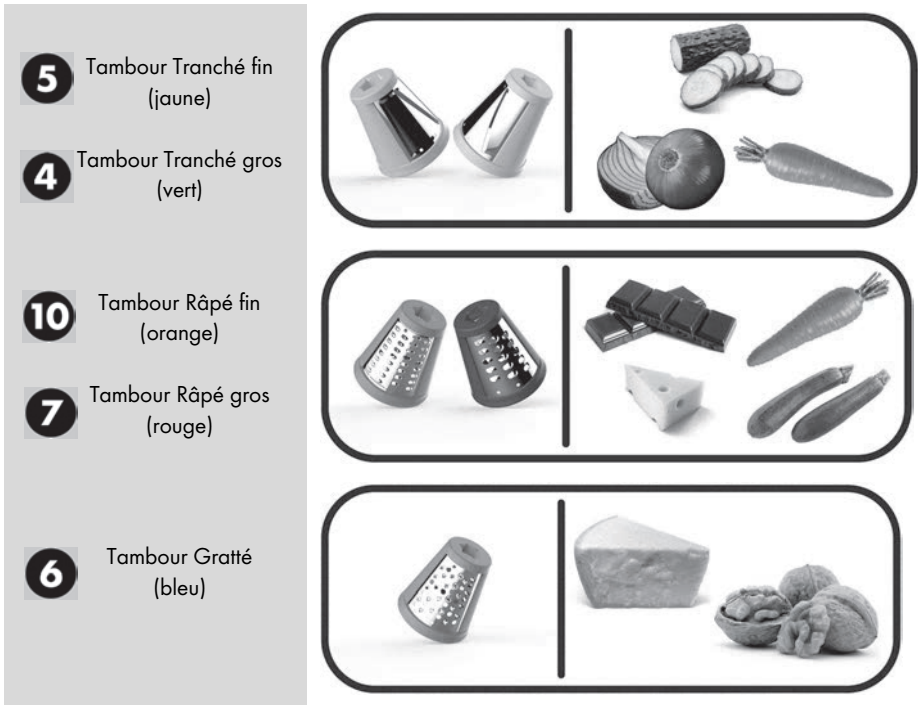 5 Tambour Tranché fin
(jaune)
4 Tambour Tranché gros
(vert)
10 Tambour Râpé fin
(orange)
7 Tambour Râpé gros
(rouge)
6 Tambour Gratté
(bleu)